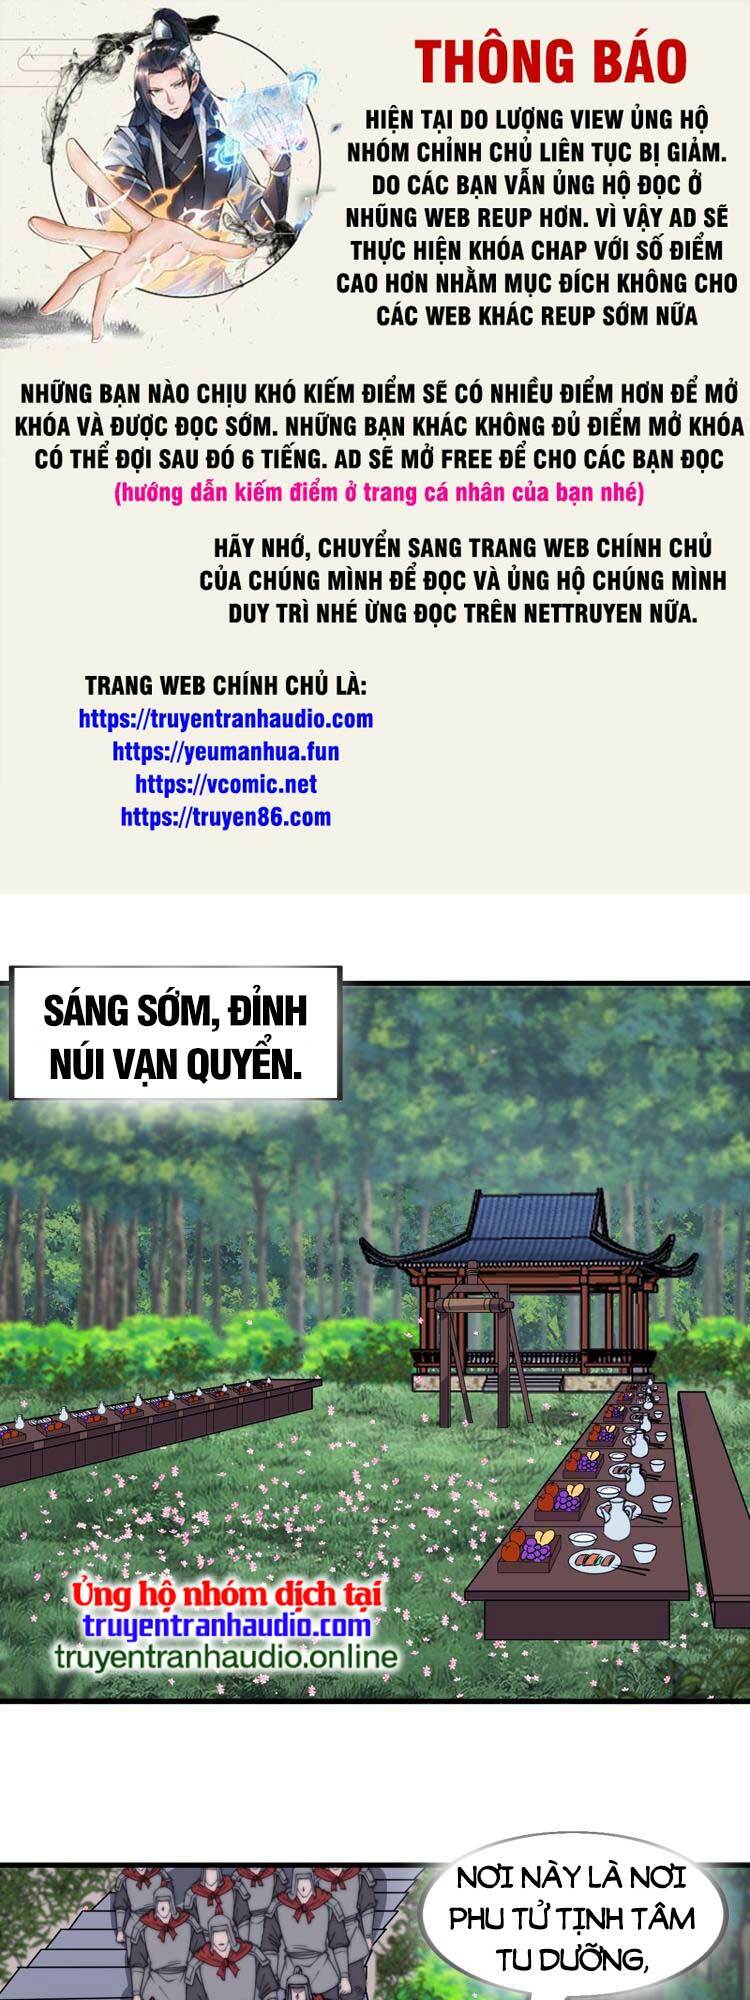 THÔNG BÁO
HIỆN TẠI DO LƯỢNG VIEW ỦNG HỘ
NHÓM CHỈNH CHỦ LIÊN TỤC BỊ GIẢM.
DO CÁC BẠN VẪN ỦNG HỘ ĐỌC Ở
NHŨNG WEB REUP HƠN. VÌ VẬY AD SẼ
THỰC HIỆN KHÓA CHAP VỚI SỐ ĐIỂM
CAO HƠN NHẰM MỤC ĐÍCH KHÔNG CHO
CÁC WEB KHÁC REUP SỚM NỮA
NHỮNG BẠN NÀO CHỊU KHÓ KIẾM ĐIỂM SẼ CÓ NHIỀU ĐIỂM HƠN ĐỂ MỞ
KHÓA VÀ ĐƯỢC ĐỌC SỚM. NHỮNG BẠN KHÁC KHÔNG ĐỦ ĐIỂM MỞ KHÓA
CÓ THỂ ĐỢI SAU ĐÓ 6 TIẾNG. AD SẼ MỞ FREE ĐỂ CHO CÁC BẠN ĐỌC
(hướng dẫn kiếm điểm ở trang cá nhân của bạn nhé)
HÃY NHỚ, CHUYỂN SANG TRANG WEB CHÍNH CHỦ
CỦA CHÚNG MÌNH ĐỂ ĐỌC VÀ ỦNG HỘ CHÚNG MÌNH
DUY TRÌ NHÉ ỪNG ĐỌC TRÊN NETTRUYEN NỮA.
TRANG WEB CHÍNH CHỦ LÀ:
https://truyentranhaudio.com
https://yeumanhua.fun
https://vcomic.net
https://truyen86.com
SÁNG SỚM, ĐỈNH
NÚI VẠN QUYỂN.
Ủng hộ nhóm dịch tại
truyentranhaudio.com
truyentranhaudio.online
NƠI NÀY LÀ NƠI
PHU TỬ TỊNH TÂM
TU DƯỠNG,